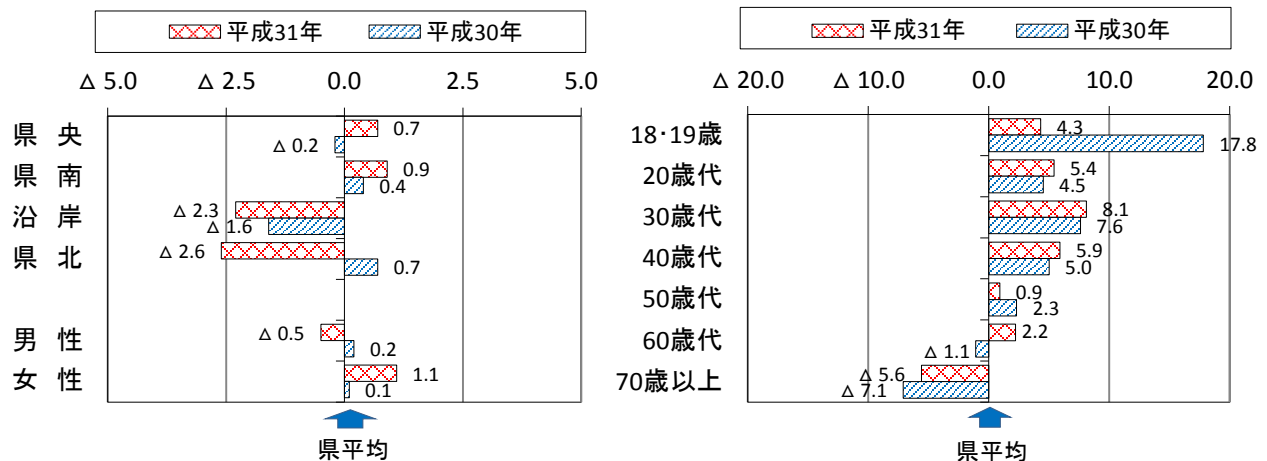 平成31年 平成30年
△ 5.0 △ 2.5 0.0 2.5 5.0
県 央 0.7
△ 0.2
県 南 0.9
0.4
沿 岸 △ 2.3
△ 1.6
県 北 △ 2.6
0.7
男 性 △ 0.5
0.2
女 性 1.1
0.1
県平均
平成31年 平成30年
△ 20.0 △ 10.0 0.0 10.0 20.0
18・19歳 4.3
17.8
20歳代 5.4
4.5
30歳代 8.1
7.6
40歳代 5.9
5.0
50歳代 0.9
2.3
60歳代 2.2
△ 1.1
70歳以上 △ 5.6
△ 7.1
県平均